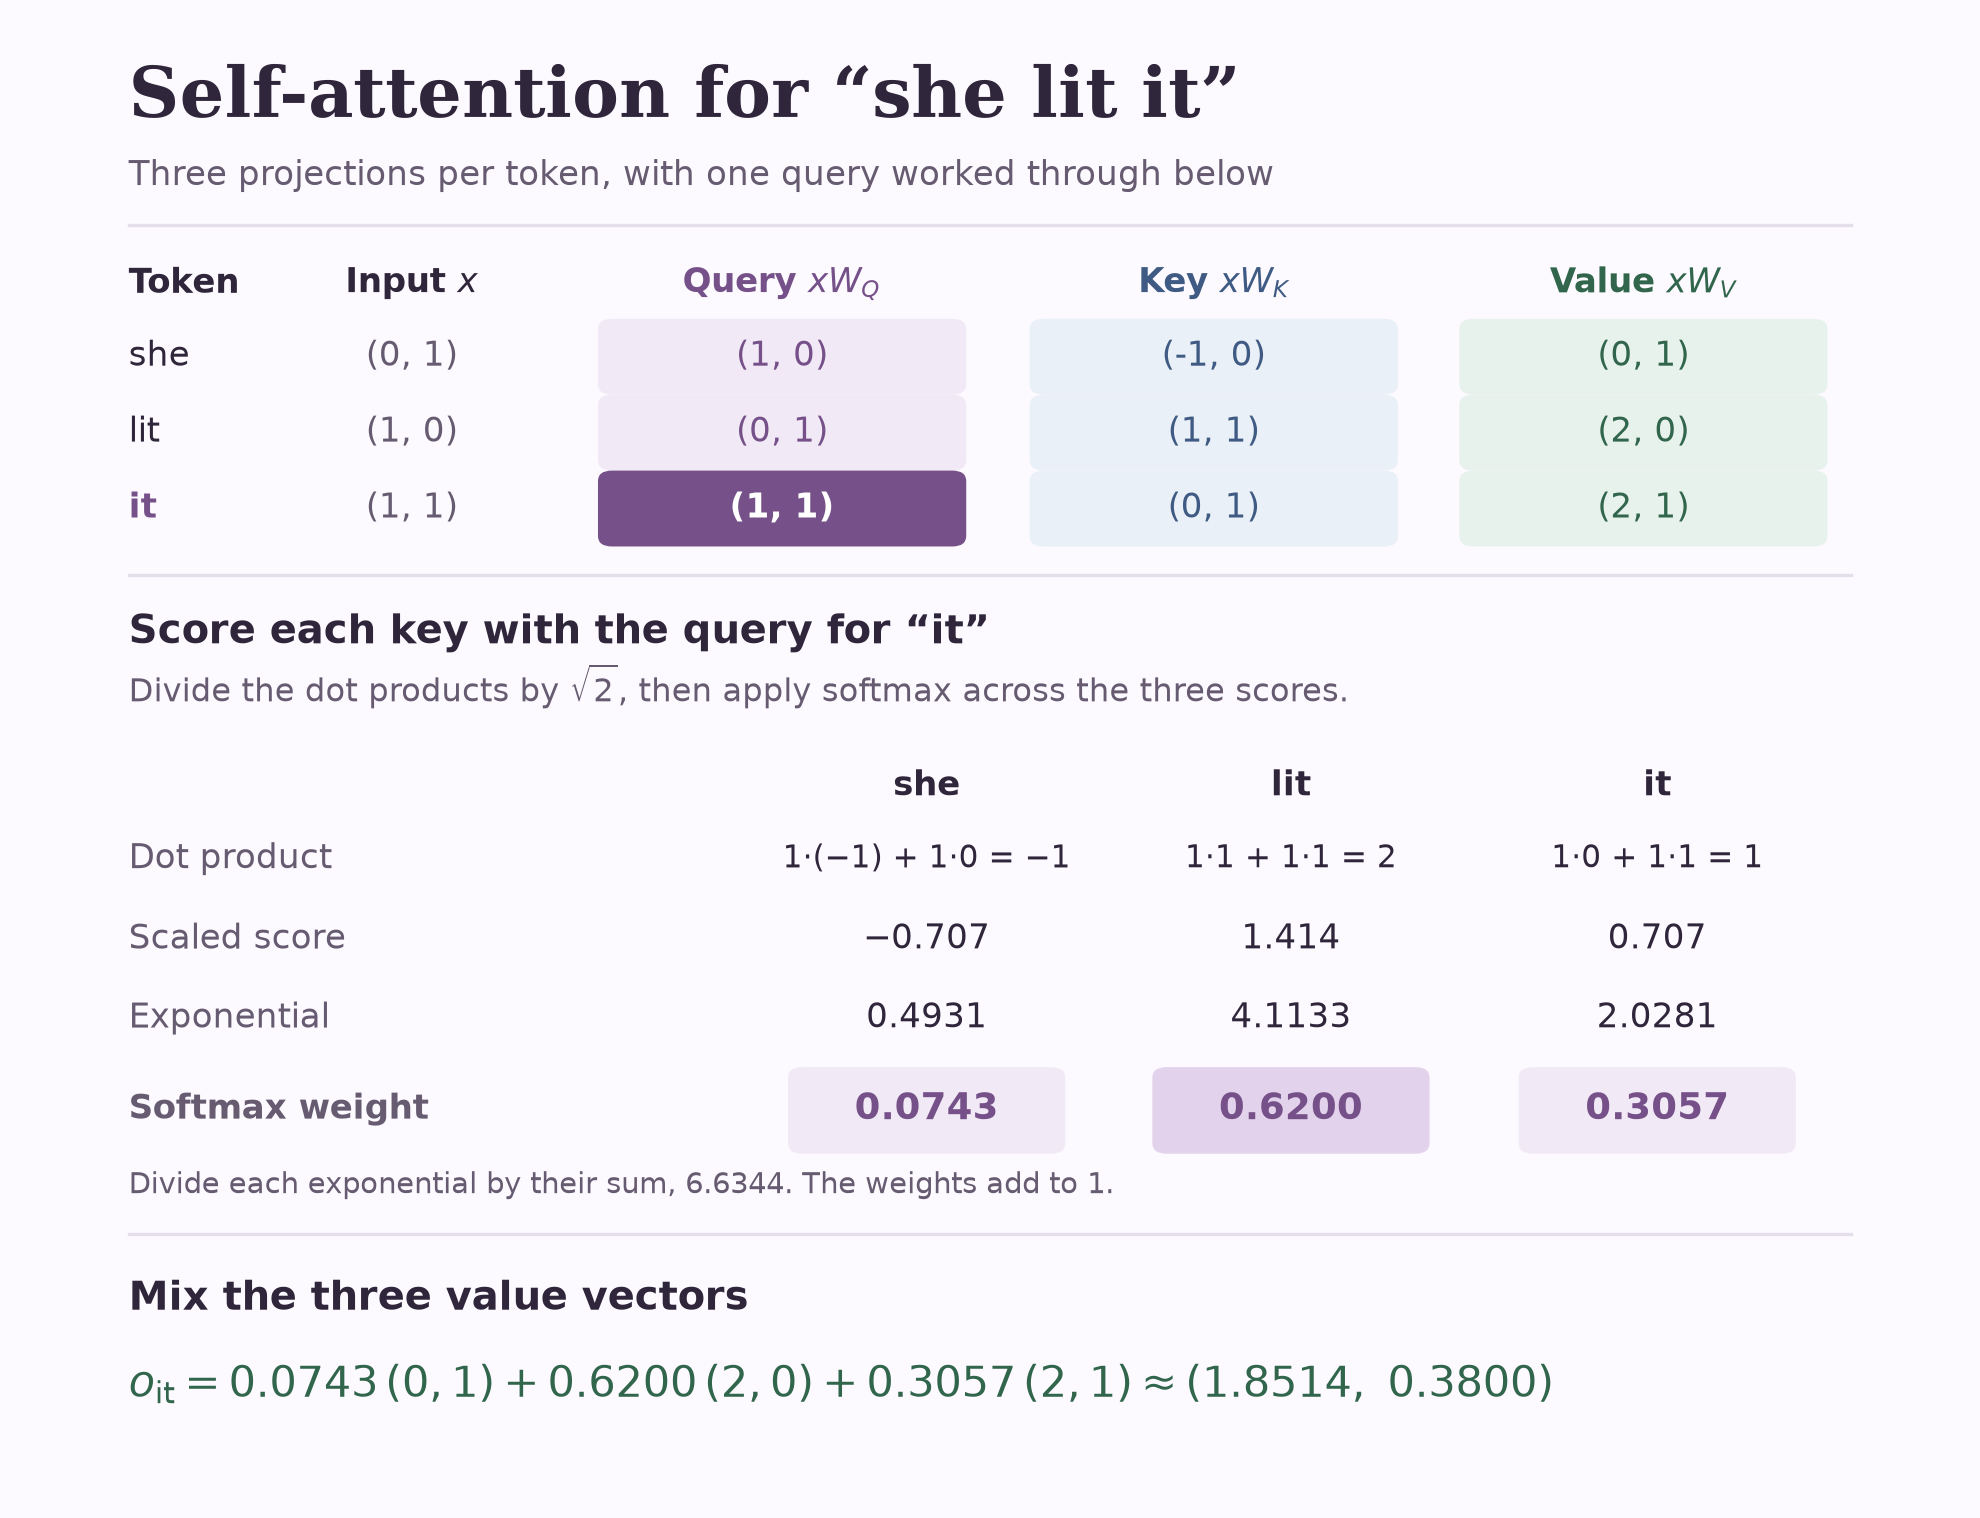 Self-attention for “she lit it”
Three projections per token, with one query worked through below
Token Input x Query xW_Q Key xW_K Value xW_V
she (0, 1) (1, 0) (-1, 0) (0, 1)
lit (1, 0) (0, 1) (1, 1) (2, 0)
it (1, 1) (1, 1) (0, 1) (2, 1)
Score each key with the query for “it”
Divide the dot products by √2, then apply softmax across the three scores.
she lit it
Dot product 1·(−1) + 1·0 = −1 1·1 + 1·1 = 2 1·0 + 1·1 = 1
Scaled score −0.707 1.414 0.707
Exponential 0.4931 4.1133 2.0281
Softmax weight 0.0743 0.6200 0.3057
Divide each exponential by their sum, 6.6344. The weights add to 1.
Mix the three value vectors
o_it = 0.0743 (0, 1) + 0.6200 (2, 0) + 0.3057 (2, 1) ≈ (1.8514, 0.3800)